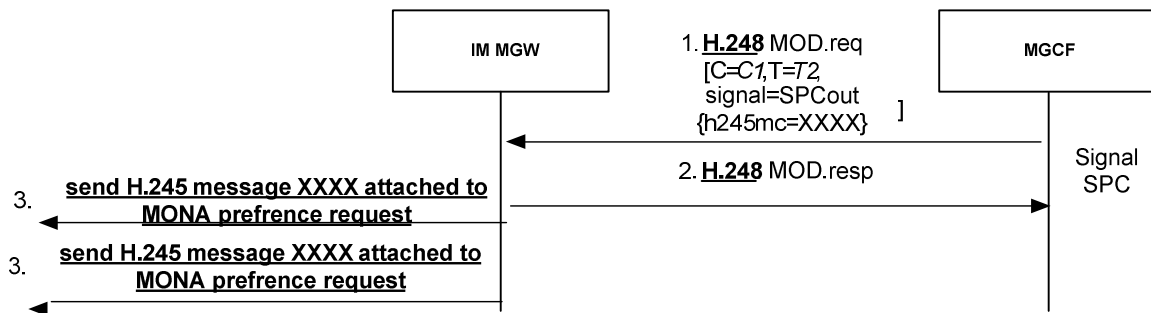 IM MGW
MGCF
1. H.248 MOD.req
[C=C1,T=T2,
signal=SPCout
{h245mc=XXXX}
]
2. H.248 MOD.resp
Signal
SPC
3. send H.245 message XXXX attached to
MONA prefrence request
3. send H.245 message XXXX attached to
MONA prefrence request